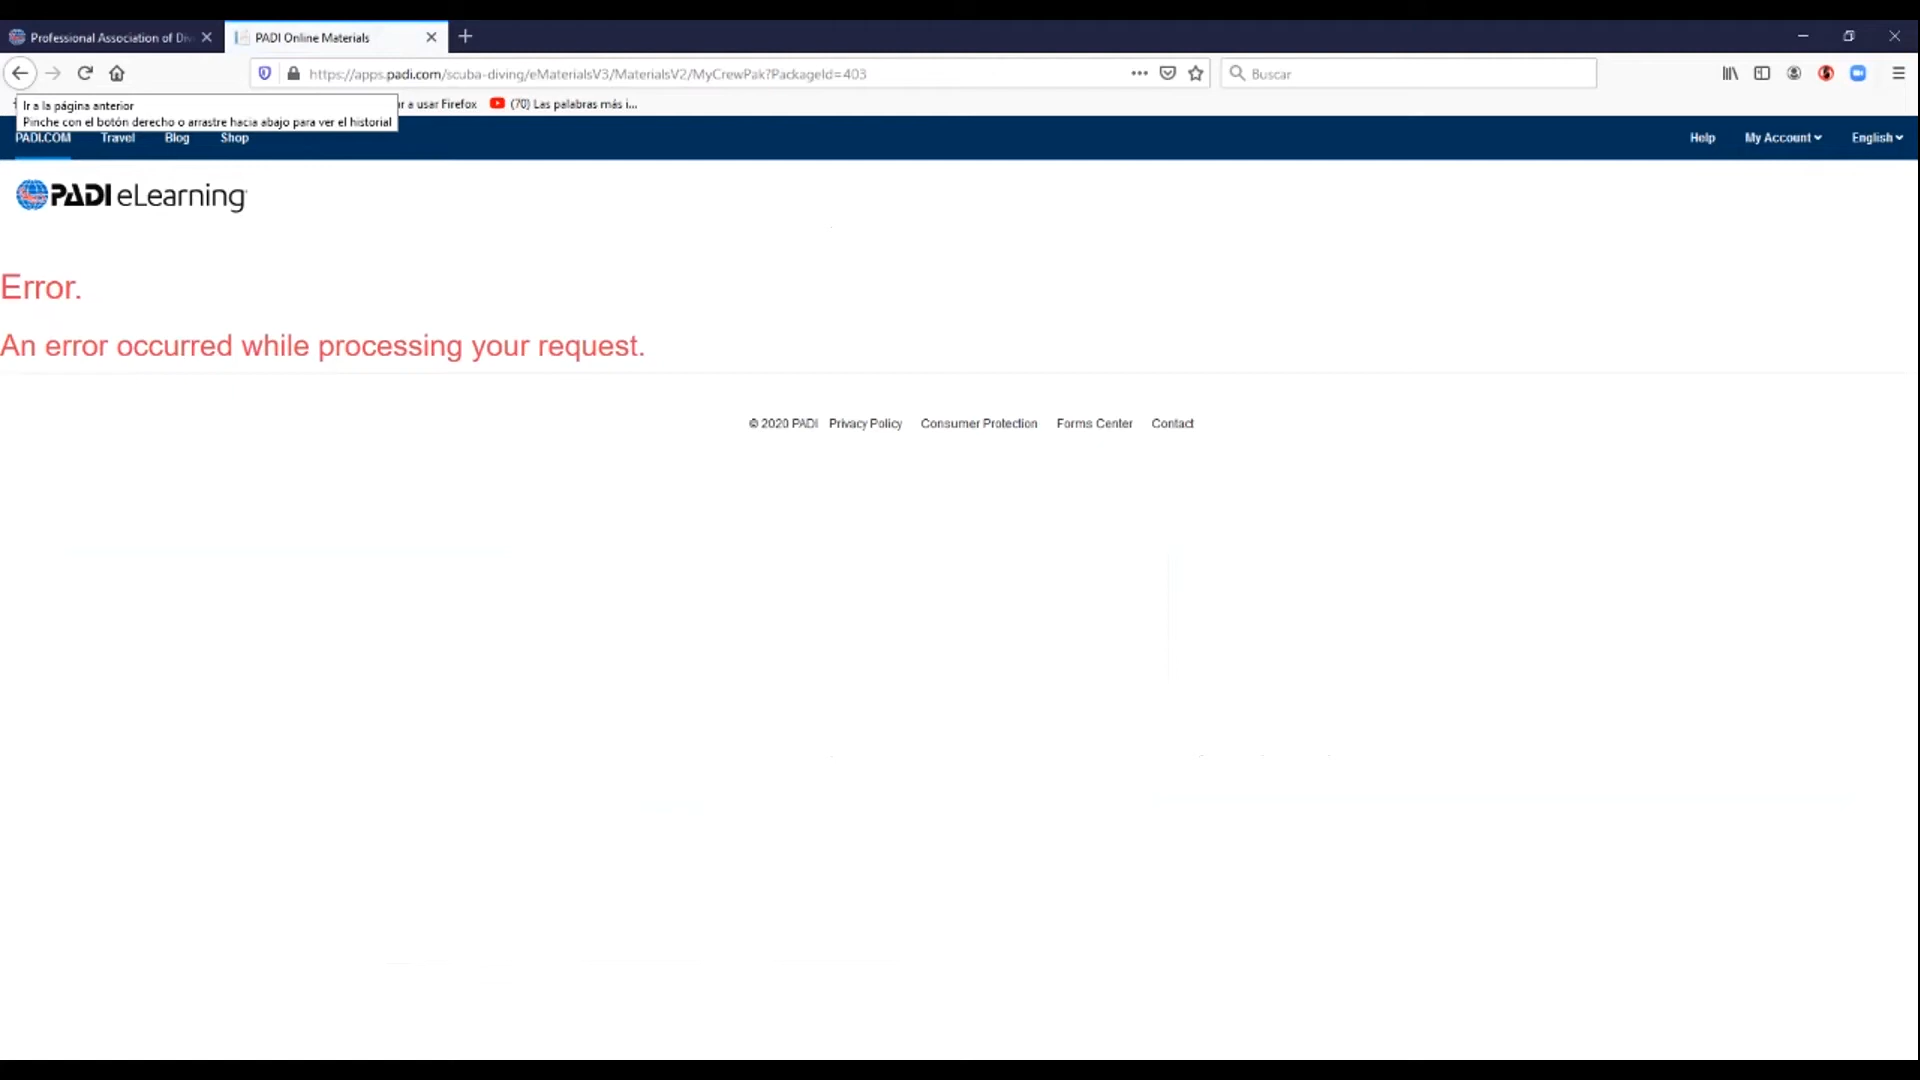 Professional Association of Div
PADI Online Materials
https://apps.padi.com/scuba-diving/eMaterialsV3/MaterialsV2/MyCrewPak?PackageId=403
Buscar
Ir a la página anterior
Pinche con el botón derecho o arrastre hacia abajo para ver el historial
a usar Firefox
(70) Las palabras más i...
PADI.COM
Travel
Blog
Shop
Help
My Account
English
PADI eLearning
Error.
An error occurred while processing your request.
© 2020 PADI Privacy Policy Consumer Protection Forms Center Contact